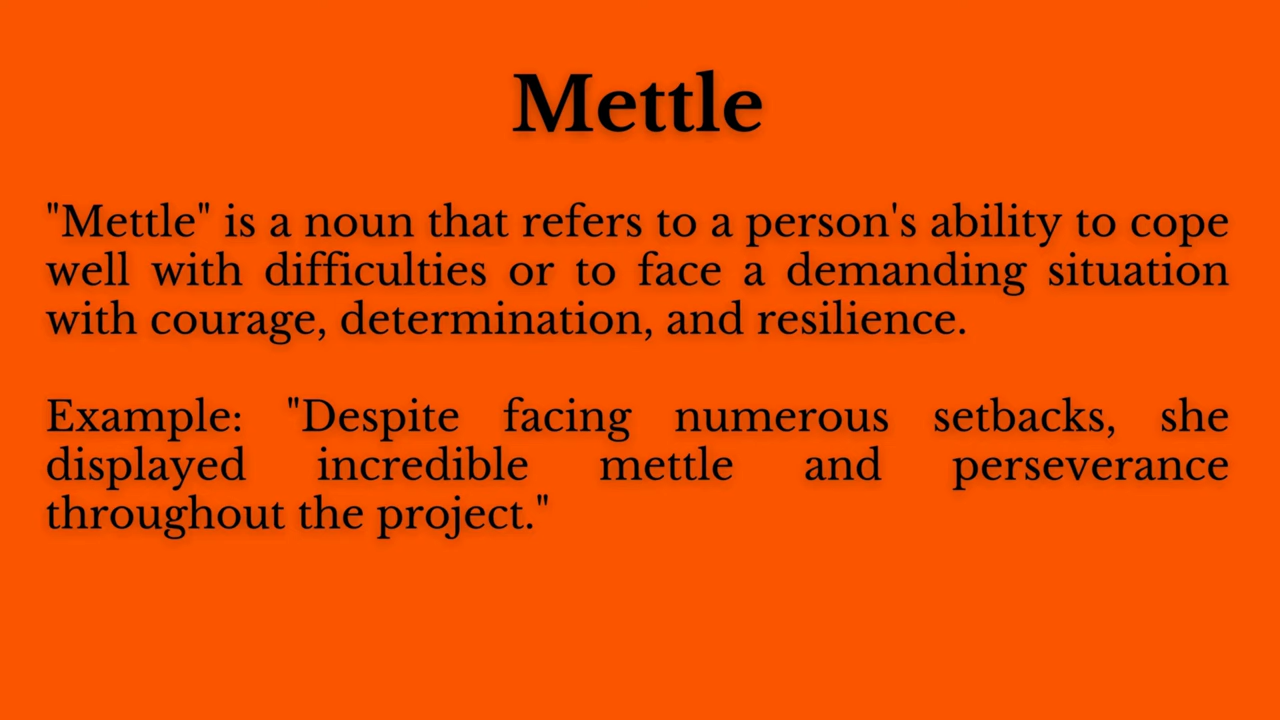 Mettle
"Mettle" is a noun that refers to a person's ability to cope
well with difficulties or to face a demanding situation
with courage, determination, and resilience.
Example: "Despite facing numerous setbacks, she
displayed incredible mettle and perseverance
throughout the project."